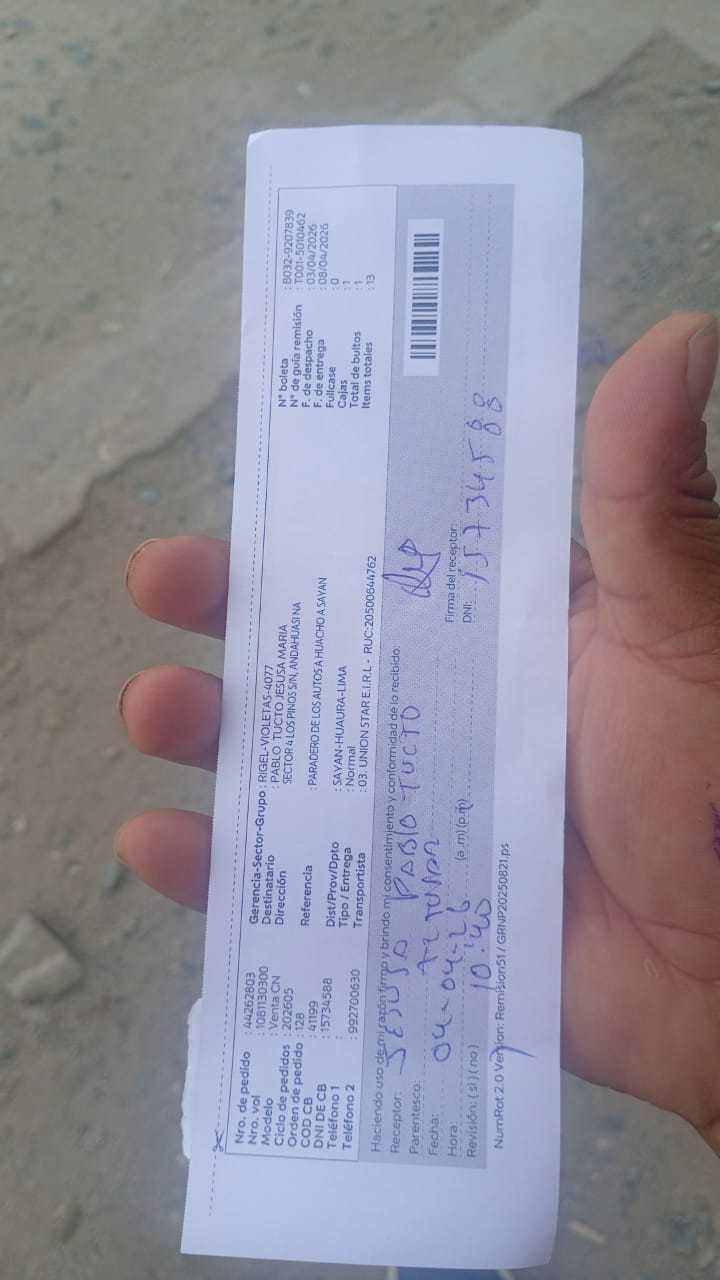 Nro. de pedido : 44262803
Nro. vol : 1081130300
Modelo : Venta CN
Ciclo de pedidos : 202605
Orden de pedido : 128
COD CB : 41199
DNI DE CB : 15734588
Teléfono 1 :
Teléfono 2 : 992700630
Gerencia-Sector-Grupo : RIGEL-VIOLETAS-4077
Destinatario : PABLO TUCTO JESUSA MARIA
Dirección SECTOR 4 LOS PINOS S/N, ANDAHUASI NA
Referencia : PARADERO DE LOS AUTOS A HUACHO A SAYAN
Dist/Prov/Dpto : SAYAN-HUAURA-LIMA
Tipo / Entrega : Normal
Transportista : 03. UNION STAR E.I.R.L - RUC:20500644762
N° boleta : B032-9207839
N° de guía remisión : T001-5010462
F. de despacho : 03/04/2026
F. de entrega : 08/04/2026
Fullcase : 0
Cajas : 1
Total de bultos : 1
Items totales : 13
Haciendo uso de mi razón firmo y brindo mi consentimiento y conformidad de lo recibido:
Receptor: JESUSA PABLO TUCTO
Parentesco: TITULAR
Fecha: 04-04-26
Hora: 10:40 (a.m) (p.m)
Revisión: ( si ) ( no )
Firma del receptor:
DNI: 15734588
NumRot 2.0 Version: Remision51 / GRNP20250821.ps